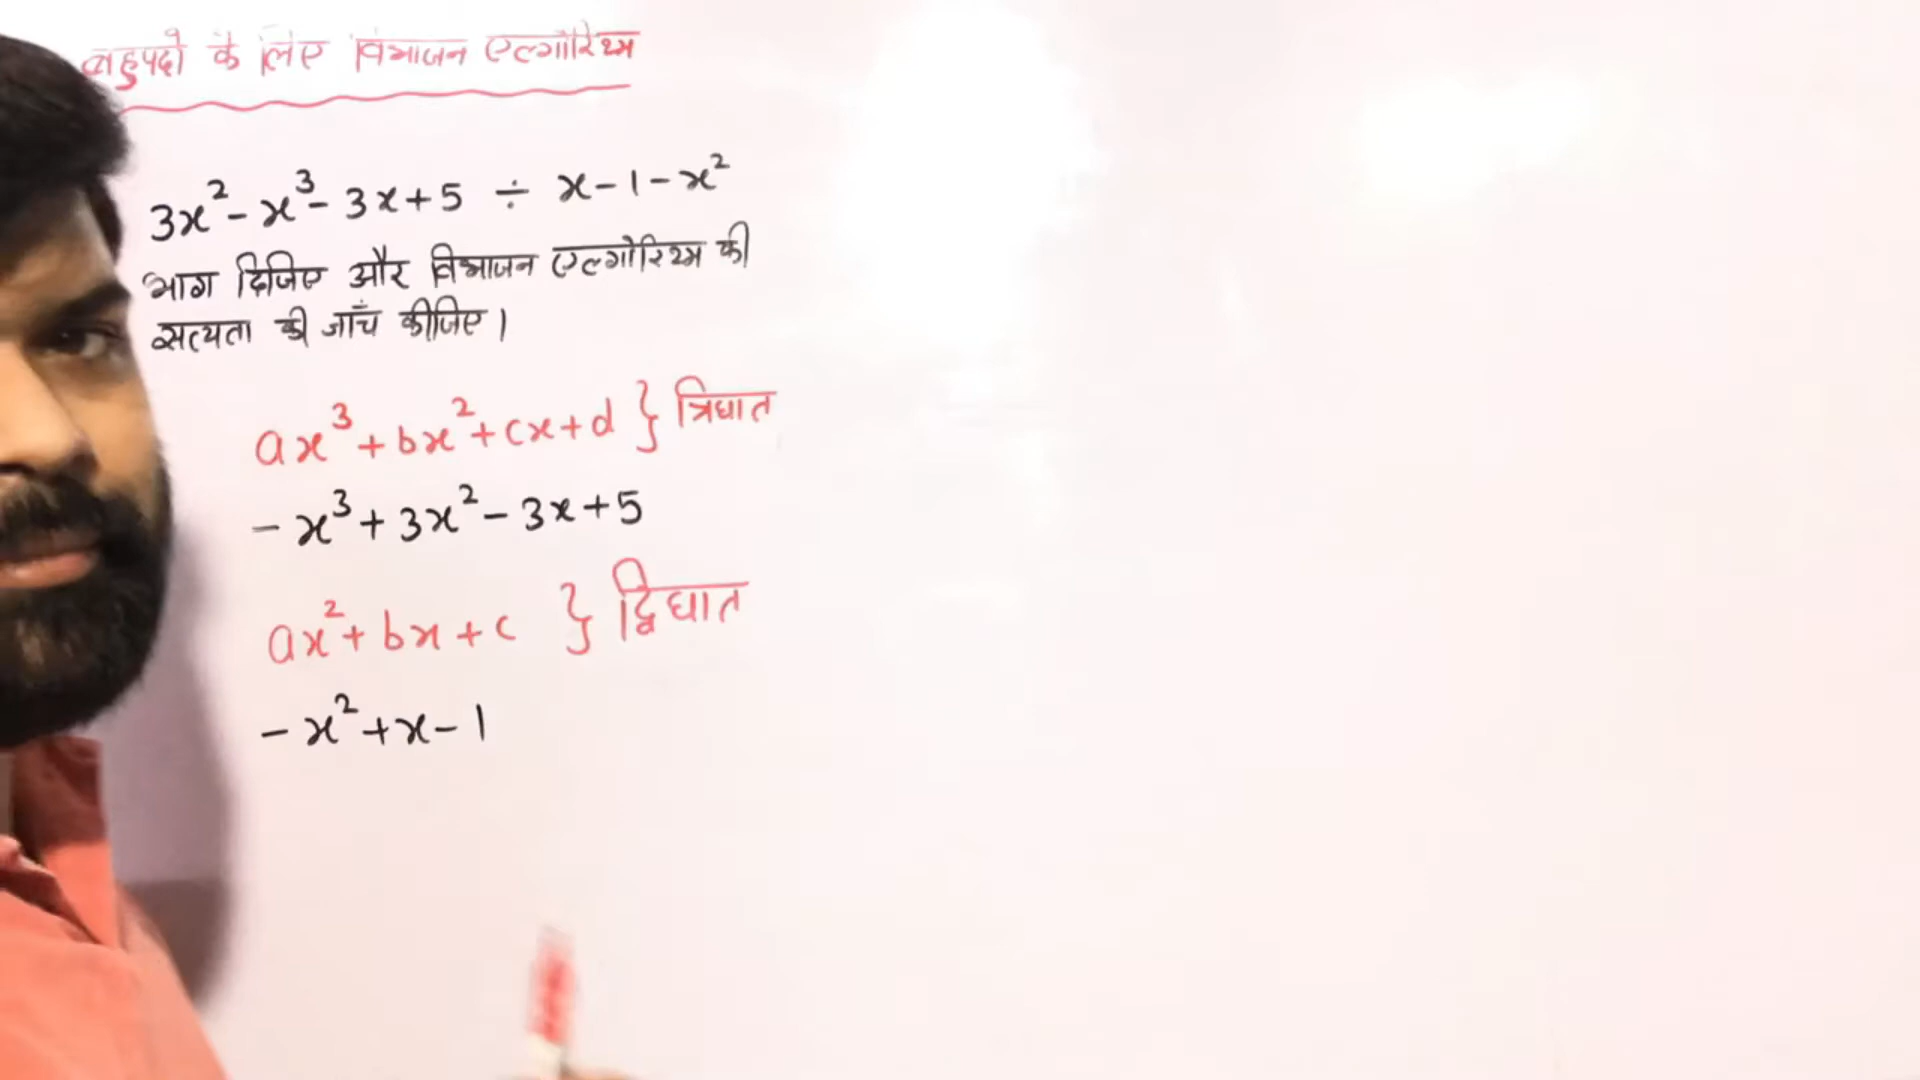 बहुपदो के लिए विभाजन एल्गोरिथ्म
3x² - x³ - 3x + 5 ÷ x - 1 - x²
भाग दिजिए और विभाजन एल्गोरिथ्म की
सत्यता की जाँच कीजिए।
ax³ + bx² + cx + d } त्रिघात
- x³ + 3x² - 3x + 5
ax² + bx + c } द्विघात
- x² + x - 1